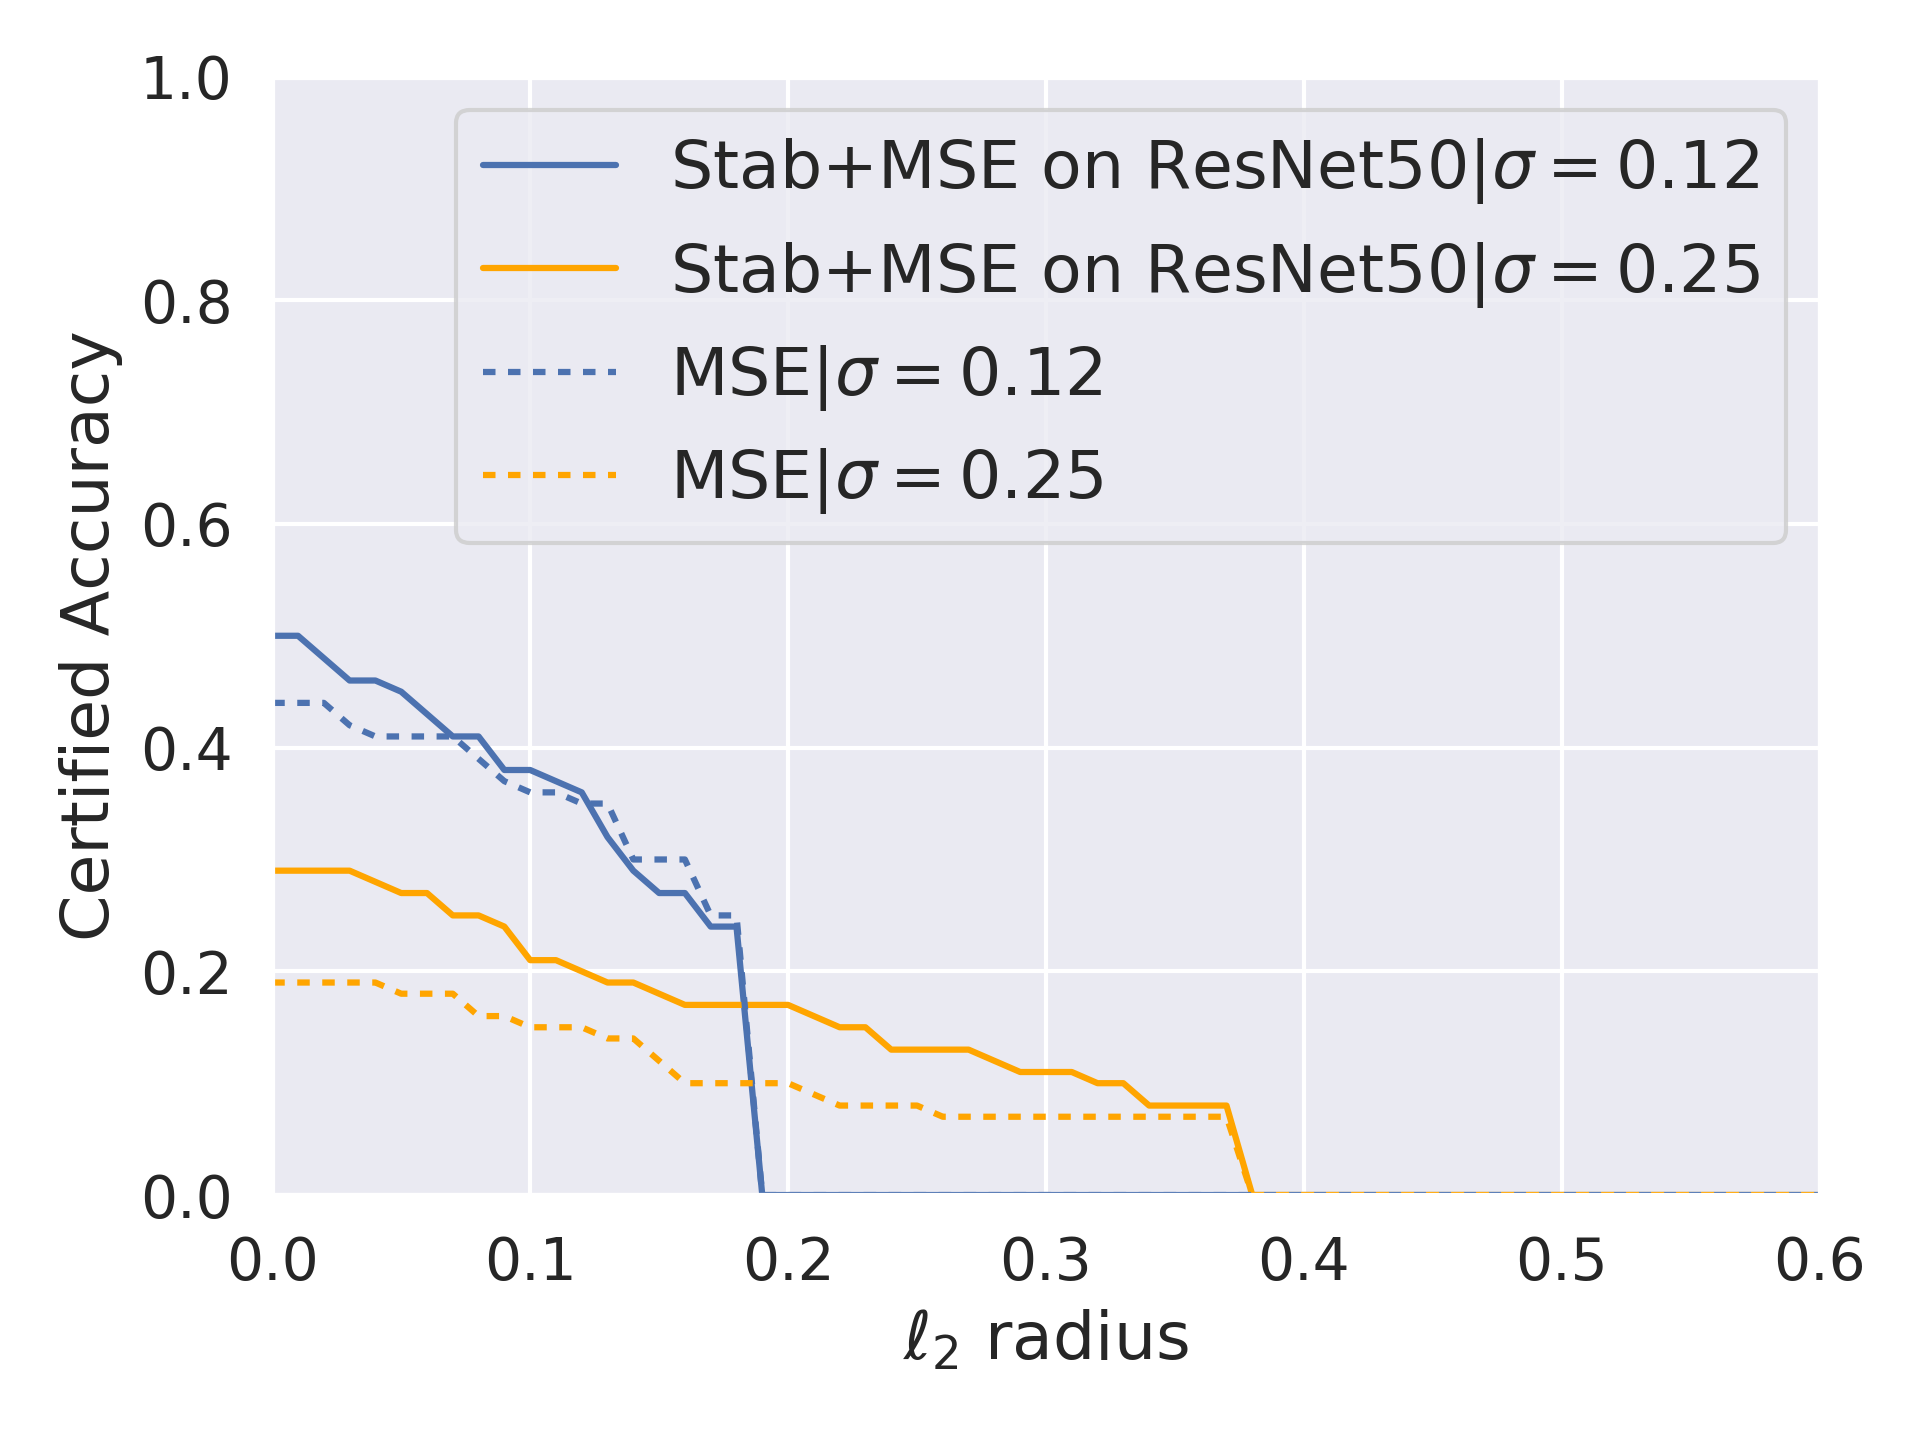 1.0
0.8
0.6
0.4
0.2
0.0
Certified Accuracy
Stab+MSE on ResNet50|σ = 0.12
Stab+MSE on ResNet50|σ = 0.25
MSE|σ = 0.12
MSE|σ = 0.25
0.0 0.1 0.2 0.3 0.4 0.5 0.6
ℓ₂ radius